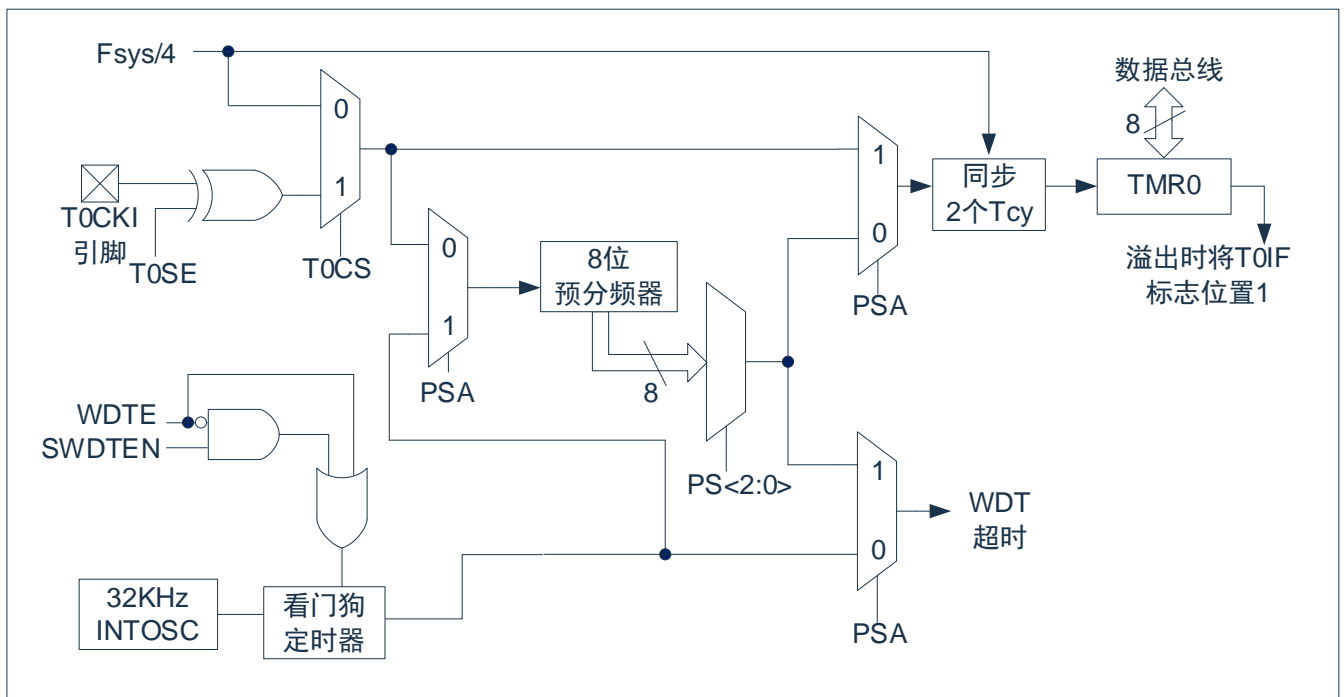 Fsys/4
数据总线
0
8
1
1
同步
2个Tcy
TMR0
T0CKI
引脚
T0SE
T0CS
0
8位
预分频器
0
PSA
溢出时将T0IF
标志位置1
1
PSA
8
WDTE
SWDTEN
PS<2:0>
1
WDT
超时
0
32KHz
INTOSC
看门狗
定时器
PSA